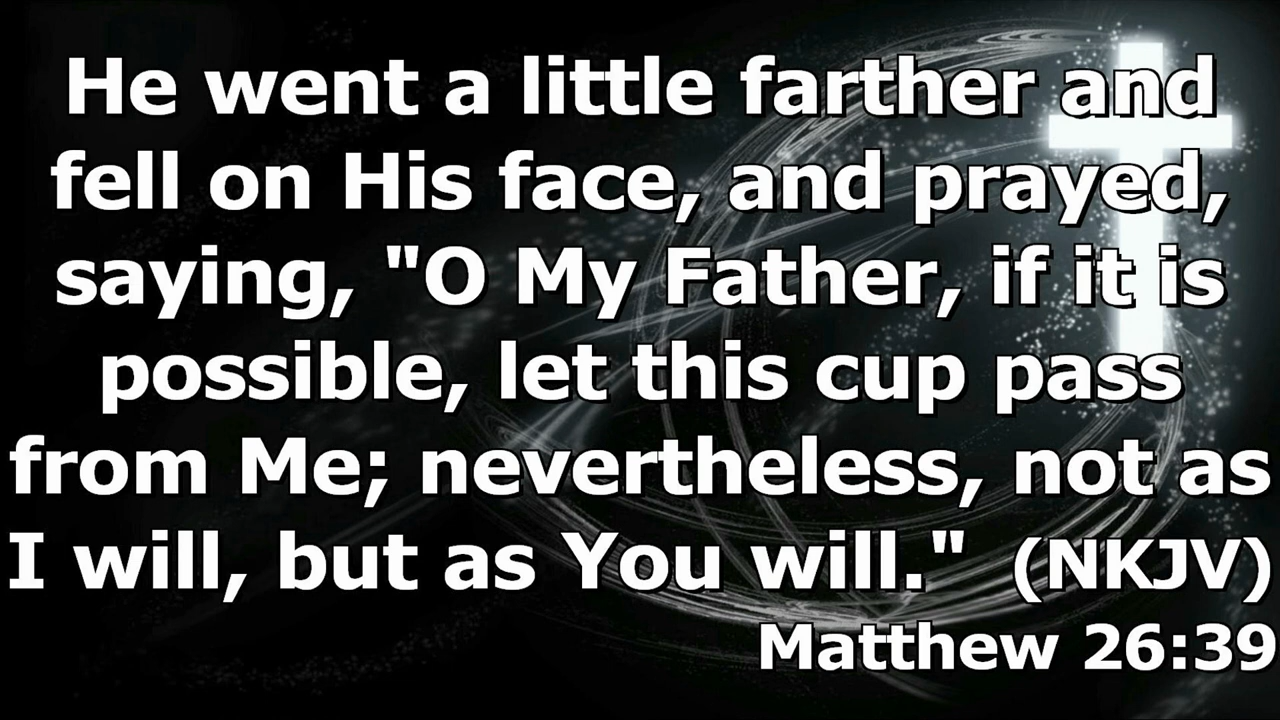 He went a little farther and
fell on His face, and prayed,
saying, "O My Father, if it is
possible, let this cup pass
from Me; nevertheless, not as
I will, but as You will." (NKJV)
Matthew 26:39